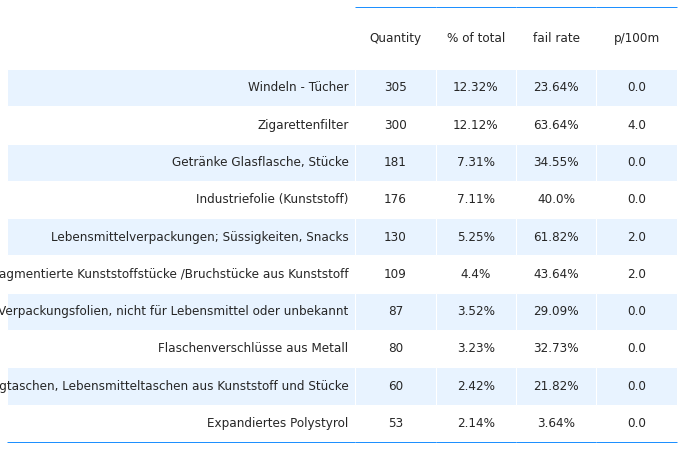 Quantity % of total fail rate p/100m
Windeln - Tücher 305 12.32% 23.64% 0.0
Zigarettenfilter 300 12.12% 63.64% 4.0
Getränke Glasflasche, Stücke 181 7.31% 34.55% 0.0
Industriefolie (Kunststoff) 176 7.11% 40.0% 0.0
Lebensmittelverpackungen; Süssigkeiten, Snacks 130 5.25% 61.82% 2.0
agmentierte Kunststoffstücke /Bruchstücke aus Kunststoff 109 4.4% 43.64% 2.0
Verpackungsfolien, nicht für Lebensmittel oder unbekannt 87 3.52% 29.09% 0.0
Flaschenverschlüsse aus Metall 80 3.23% 32.73% 0.0
gtaschen, Lebensmitteltaschen aus Kunststoff und Stücke 60 2.42% 21.82% 0.0
Expandiertes Polystyrol 53 2.14% 3.64% 0.0